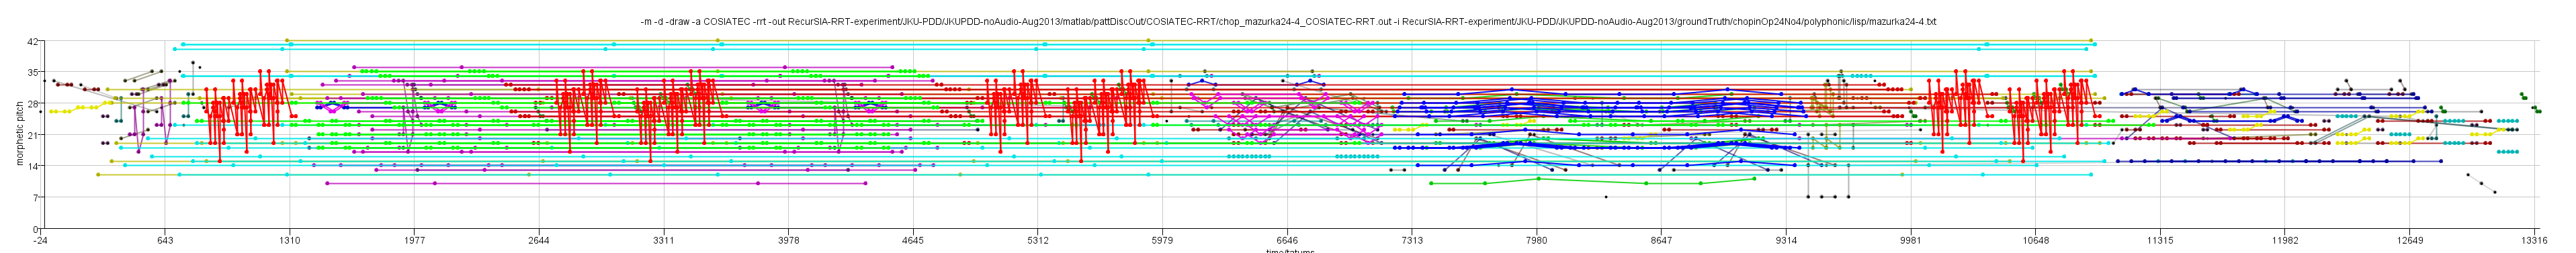 -m -d -draw -a COSIATEC -rrt -out RecurSIA-RRT-experiment/JKU-PDD/JKUPDD-noAudio-Aug2013/matlab/pattDiscOut/COSIATEC-RRT/chop_mazurka24-4_COSIATEC-RRT.out -i RecurSIA-RRT-experiment/JKU-PDD/JKUPDD-noAudio-Aug2013/groundTruth/chopinOp24No4/polyphonic/lisp/mazurka24-4.txt
42
35
28
21
14
7
0
morphetic pitch
-24 643 1310 1977 2644 3311 3978 4645 5312 5979 6646 7313 7980 8647 9314 9981 10648 11315 11982 12649 13316
time/tatums